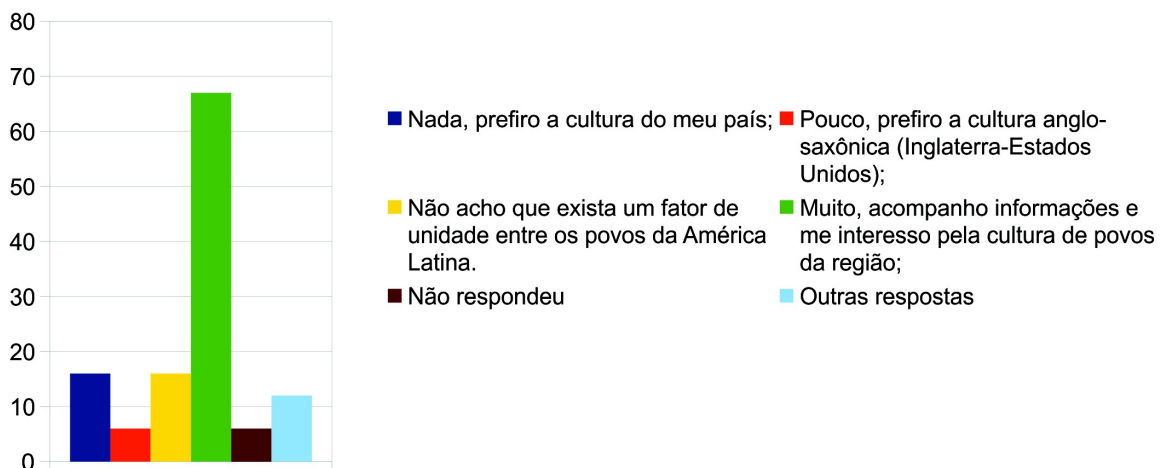 80
70
60
50
40
30
20
10
0
Nada, prefiro a cultura do meu país;
Pouco, prefiro a cultura anglo-
saxônica (Inglaterra-Estados
Unidos);
Não acho que exista um fator de
unidade entre os povos da América
Latina.
Muito, acompanho informações e
me interesso pela cultura de povos
da região;
Não respondeu
Outras respostas